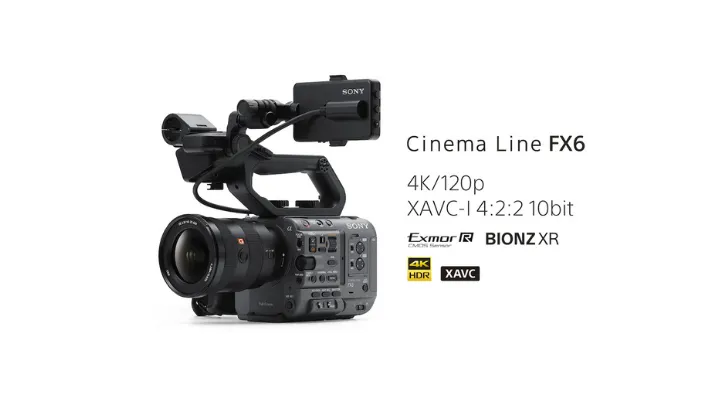 SONY
SONY
α
Cinema Line FX6
4K/120p
XAVC-I 4:2:2 10bit
Exmor R
CMOS Sensor
BIONZ XR
4K
HDR
XAVC